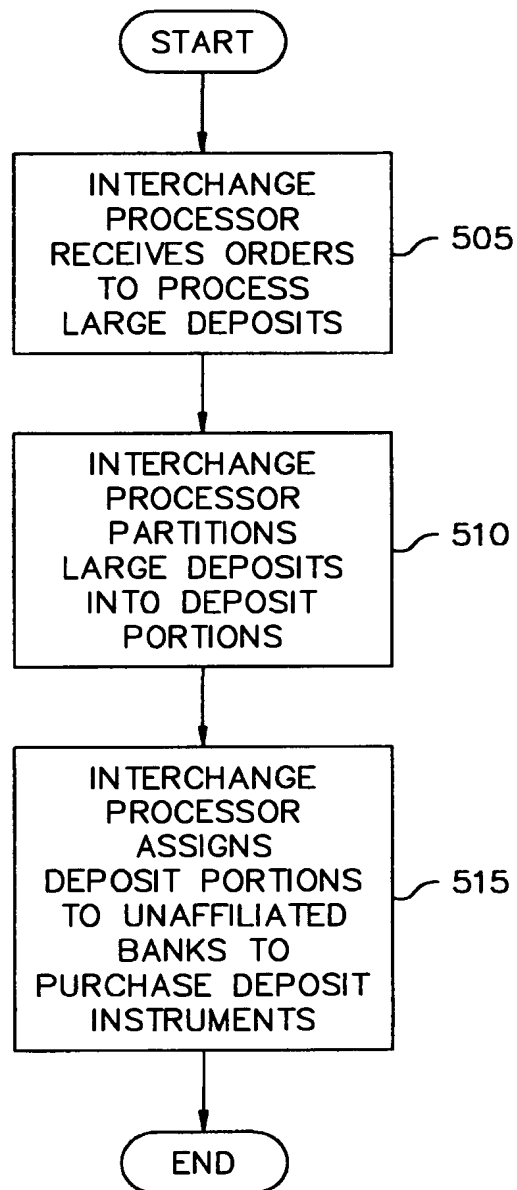 START
INTERCHANGE
PROCESSOR
RECEIVES ORDERS
TO PROCESS
LARGE DEPOSITS
505
INTERCHANGE
PROCESSOR
PARTITIONS
LARGE DEPOSITS
INTO DEPOSIT
PORTIONS
510
INTERCHANGE
PROCESSOR
ASSIGNS
DEPOSIT PORTIONS
TO UNAFFILIATED
BANKS TO
PURCHASE DEPOSIT
INSTRUMENTS
515
END